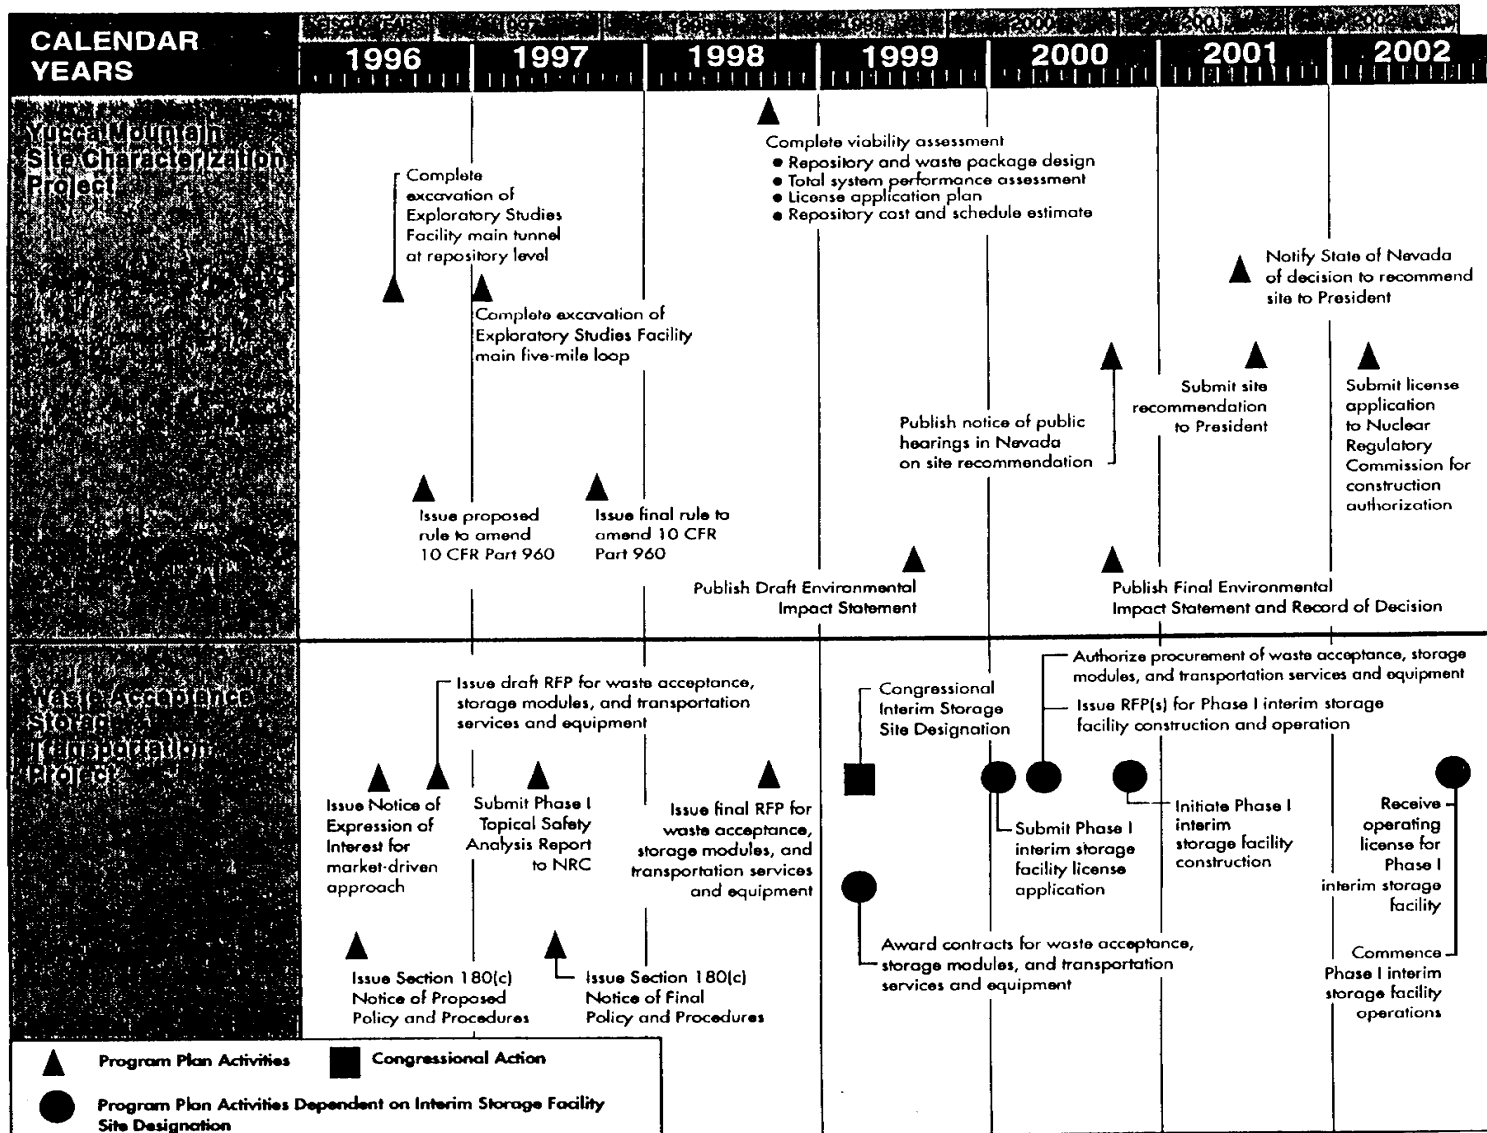 CALENDAR
YEARS
1996
1997
1998
1999
2000
2001
2002
Yucca Mountain
Site Characterization
Project
Complete viability assessment
• Repository and waste package design
• Total system performance assessment
• License application plan
• Repository cost and schedule estimate
Complete
excavation of
Exploratory Studies
Facility main tunnel
at repository level
Complete excavation of
Exploratory Studies Facility
main five-mile loop
Notify State of Nevada
of decision to recommend
site to President
Publish notice of public
hearings in Nevada
on site recommendation
Submit site
recommendation
to President
Submit license
application
to Nuclear
Regulatory
Commission for
construction
authorization
Issue proposed
rule to amend
10 CFR Part 960
Issue final rule to
amend 10 CFR
Part 960
Publish Draft Environmental
Impact Statement
Publish Final Environmental
Impact Statement and Record of Decision
Waste Acceptance
Storage
Transportation
Project
Issue draft RFP for waste acceptance,
storage modules, and transportation
services and equipment
Congressional
Interim Storage
Site Designation
Authorize procurement of waste acceptance, storage
modules, and transportation services and equipment
Issue RFP(s) for Phase I interim storage
facility construction and operation
Issue Notice of
Expression of
Interest for
market-driven
approach
Submit Phase I
Topical Safety
Analysis Report
to NRC
Issue final RFP for
waste acceptance,
storage modules, and
transportation services
and equipment
Submit Phase I
interim storage
facility license
application
Initiate Phase I
interim
storage facility
construction
Receive
operating
license for
Phase I
interim storage
facility
Issue Section 180(c)
Notice of Proposed
Policy and Procedures
Issue Section 180(c)
Notice of Final
Policy and Procedures
Award contracts for waste acceptance,
storage modules, and transportation
services and equipment
Commence
Phase I interim
storage facility
operations
Program Plan Activities
Congressional Action
Program Plan Activities Dependent on Interim Storage Facility
Site Designation